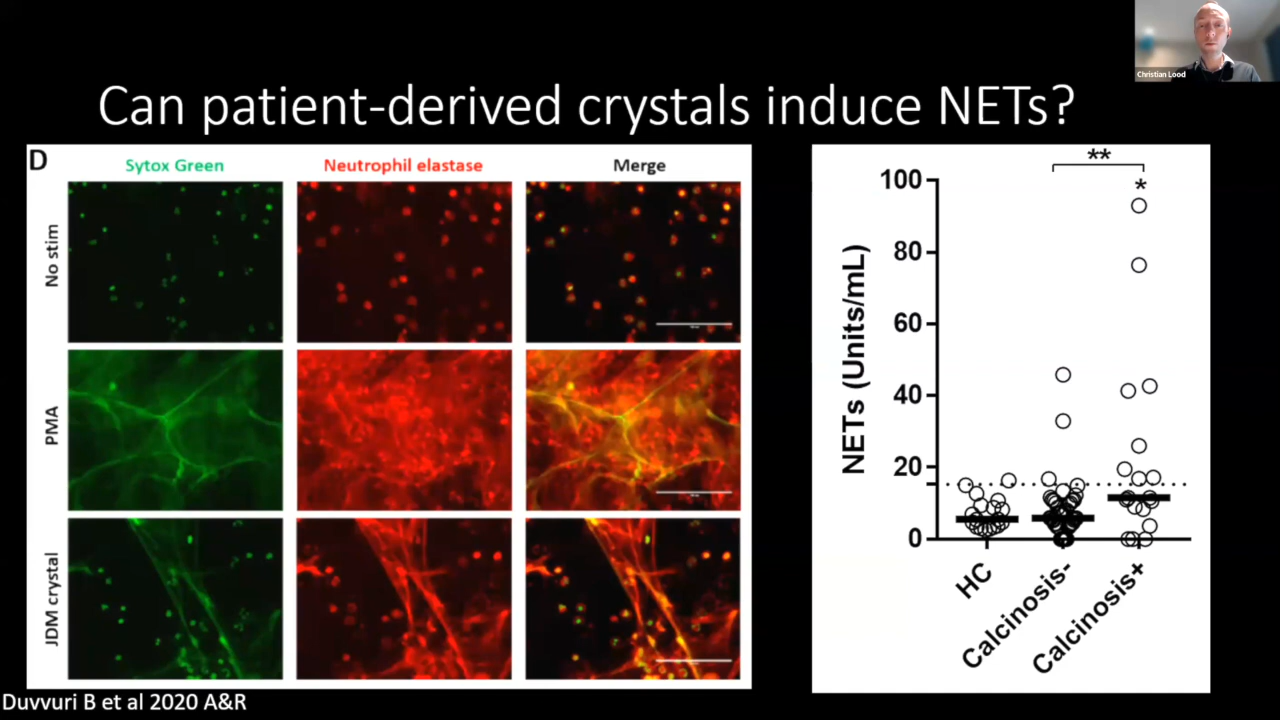 Christian Lood
Can patient-derived crystals induce NETs?
D
Sytox Green
Neutrophil elastase
Merge
No stim
PMA
JDM crystal
**
*
100
80
60
40
20
0
NETs (Units/mL)
HC
Calcinosis-
Calcinosis+
Duvvuri B et al 2020 A&R